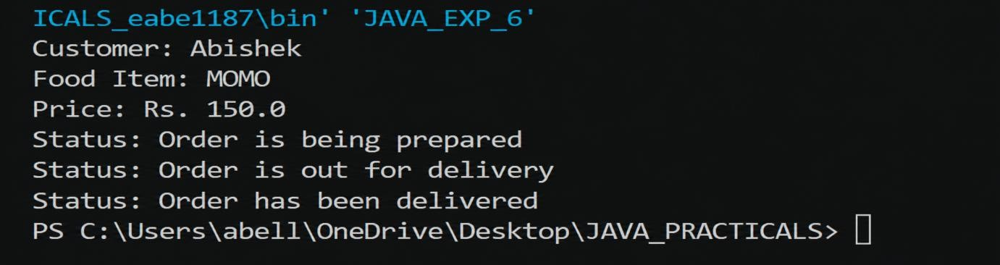 ICALS_eabe1187\bin' 'JAVA_EXP_6'
Customer: Abishek
Food Item: MOMO
Price: Rs. 150.0
Status: Order is being prepared
Status: Order is out for delivery
Status: Order has been delivered
PS C:\Users\abell\OneDrive\Desktop\JAVA_PRACTICALS>